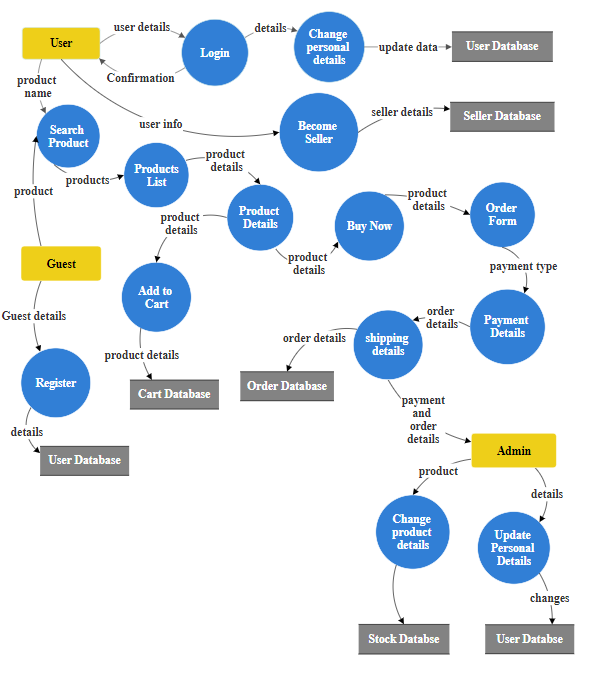 user details
User
Login
details
Change
personal
details
update data
User Database
Confirmation
product
name
user info
Become
Seller
seller details
Seller Database
Search
Product
products
Products
List
product
details
product
Product
Details
product
details
product
details
Buy Now
product
details
Order
Form
payment type
Guest
Guest details
Add to
Cart
product details
Cart Database
order details
Order Database
shipping
details
order
details
Payment
Details
Register
details
User Database
payment
and
order
details
Admin
product
details
Change
product
details
Update
Personal
Details
changes
Stock Databse
User Databse